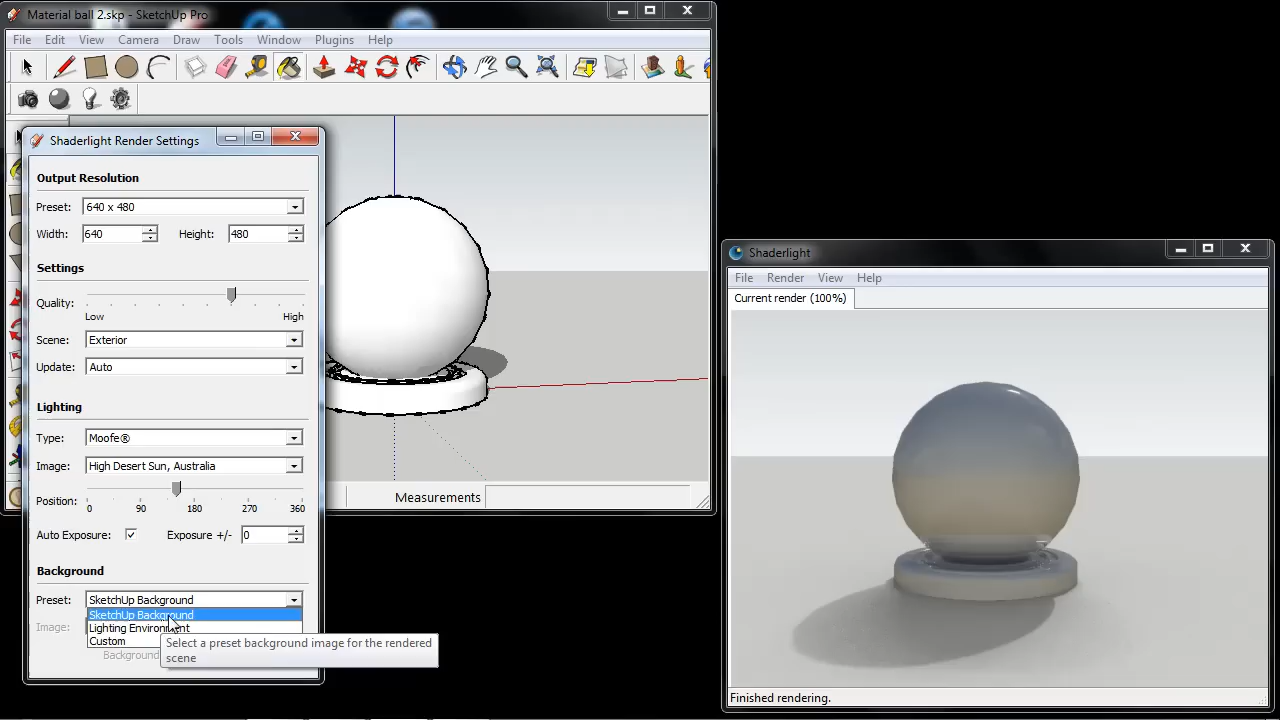 Material ball 2.skp - SketchUp Pro
File Edit View Camera Draw Tools Window Plugins Help
Shaderlight Render Settings
Output Resolution
Preset: 640 x 480
Width: 640 Height: 480
Settings
Quality:
Low High
Scene: Exterior
Update: Auto
Lighting
Type: Moofe®
Image: High Desert Sun, Australia
Position:
0 90 180 270 360
Auto Exposure: Exposure +/- 0
Background
Preset: SketchUp Background
SketchUp Background
Image: Lighting Environment
Custom
Background
Select a preset background image for the rendered
scene
Measurements
Shaderlight
File Render View Help
Current render (100%)
Finished rendering.